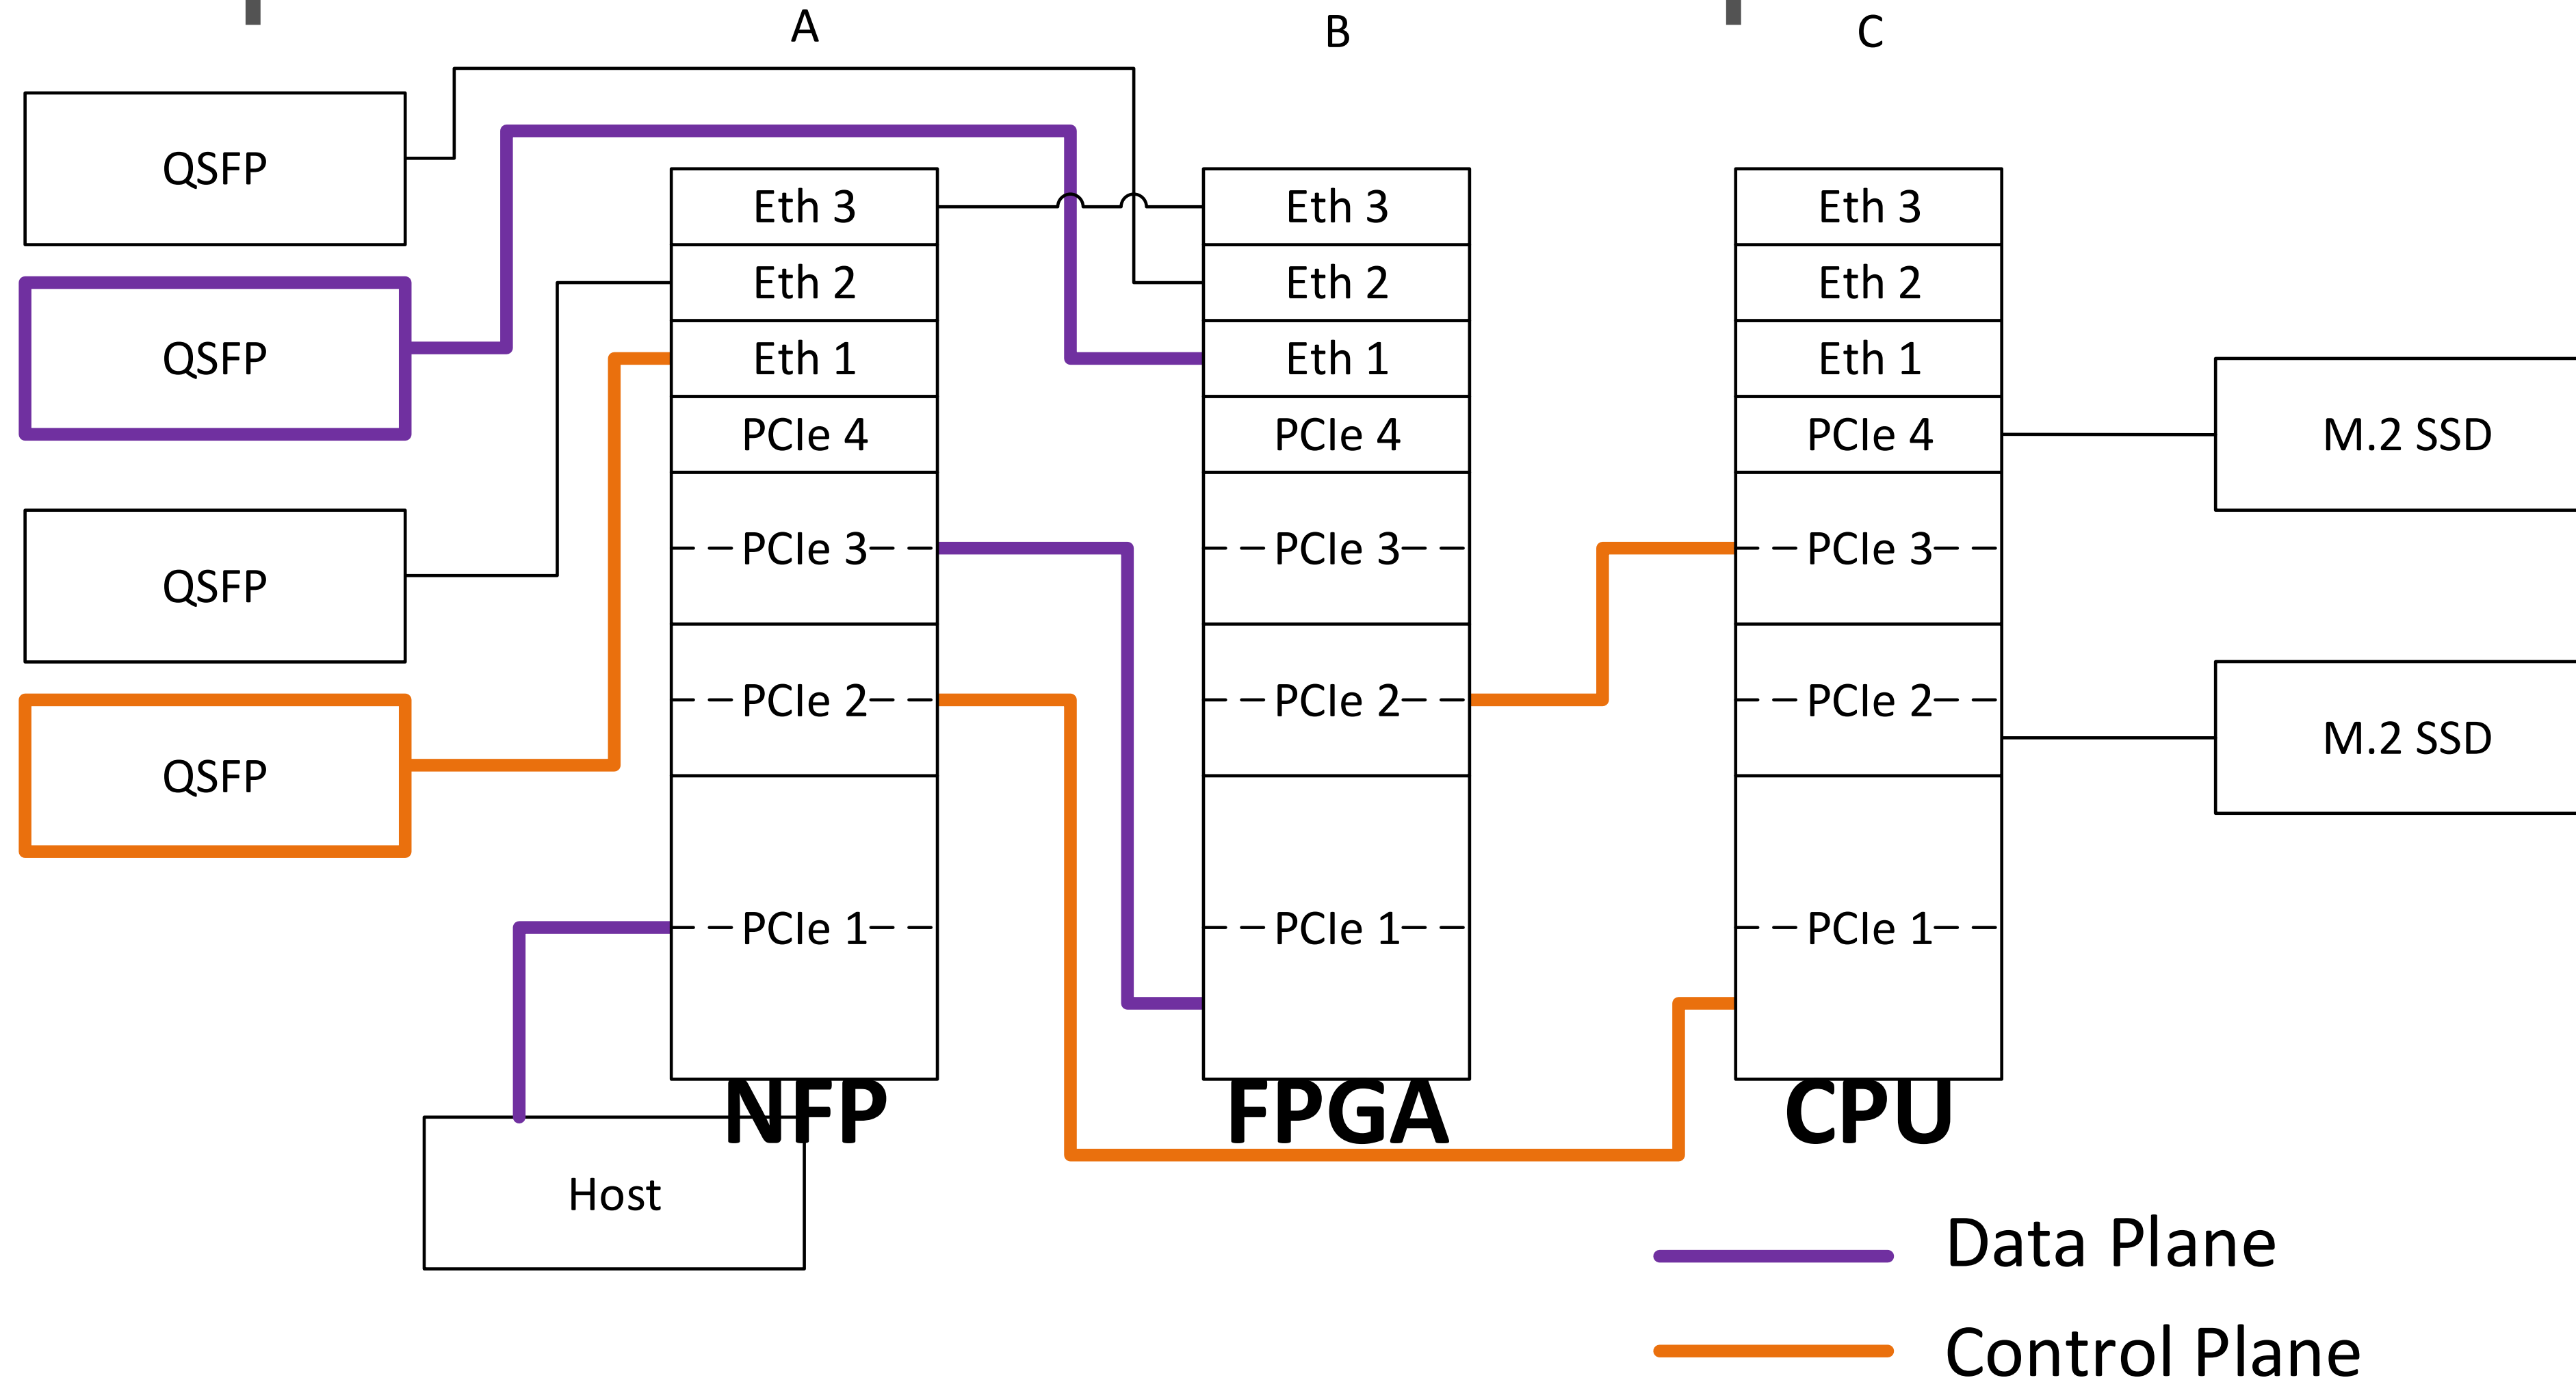 A
B
C
QSFP
QSFP
QSFP
QSFP
Eth 3
Eth 2
Eth 1
PCIe 4
PCIe 3
PCIe 2
PCIe 1
NFP
Eth 3
Eth 2
Eth 1
PCIe 4
PCIe 3
PCIe 2
PCIe 1
FPGA
Eth 3
Eth 2
Eth 1
PCIe 4
PCIe 3
PCIe 2
PCIe 1
CPU
M.2 SSD
M.2 SSD
Host
Data Plane
Control Plane